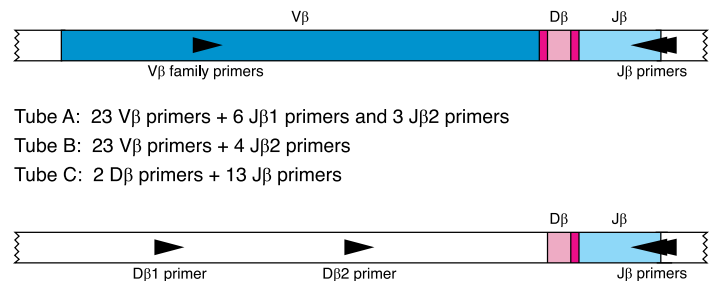 Vβ Dβ Jβ
Vβ family primers Jβ primers
Tube A: 23 Vβ primers + 6 Jβ1 primers and 3 Jβ2 primers
Tube B: 23 Vβ primers + 4 Jβ2 primers
Tube C: 2 Dβ primers + 13 Jβ primers
Dβ Jβ
Dβ1 primer Dβ2 primer Jβ primers